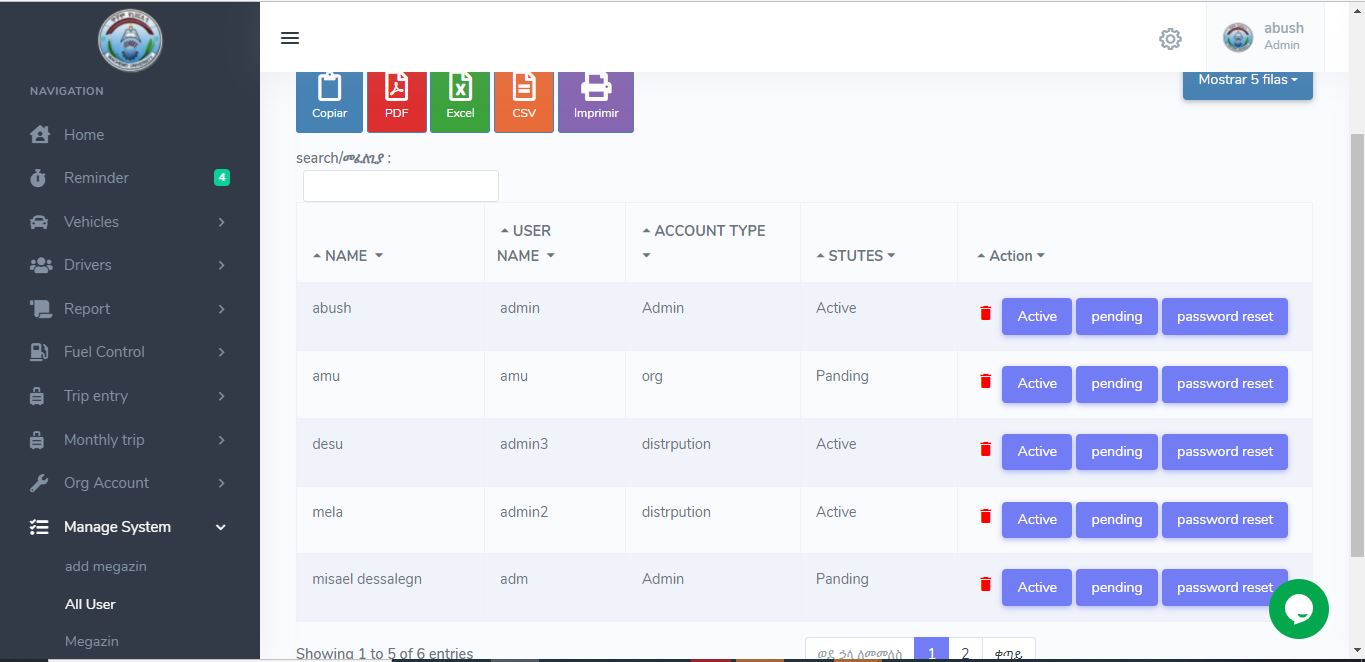 abush
Admin
NAVIGATION
Home
Reminder 4
Vehicles
Drivers
Report
Fuel Control
Trip entry
Monthly trip
Org Account
Manage System
add megazin
All User
Megazin
Mostrar 5 filas
Copiar PDF Excel CSV Imprimir
search/መፈለጊያ :
NAME USER NAME ACCOUNT TYPE STUTES Action
abush admin Admin Active Active pending password reset
amu amu org Panding Active pending password reset
desu admin3 distrpution Active Active pending password reset
mela admin2 distrpution Active Active pending password reset
misael dessalegn adm Admin Panding Active pending password reset
Showing 1 to 5 of 6 entries
ወደ ኃላ ለመመለስ 1 2 ቀጣይ